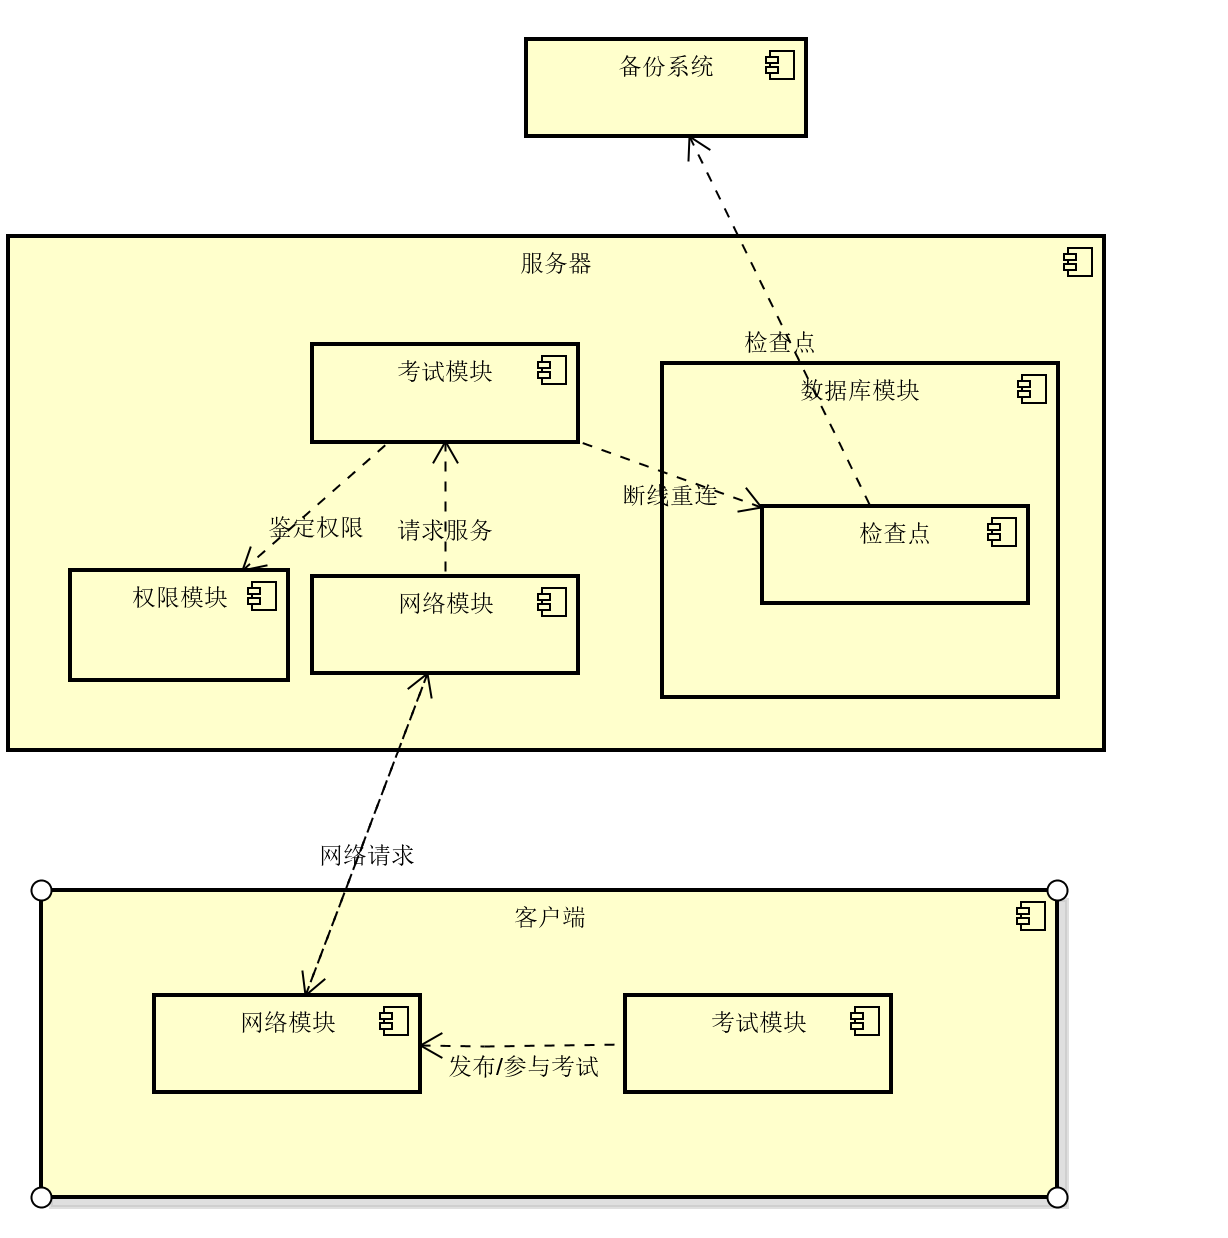 备份系统
服务器
检查点
考试模块
数据库模块
断线重连
鉴定权限
请求服务
检查点
权限模块
网络模块
网络请求
客户端
网络模块
考试模块
发布/参与考试